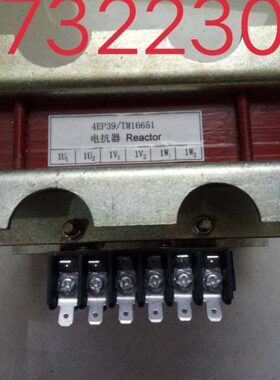 732230
4EP39/TM16651
电抗器 Reactor
1U₁ 1U₂ 1V₁ 1V₂ 1W₁ 1W₂